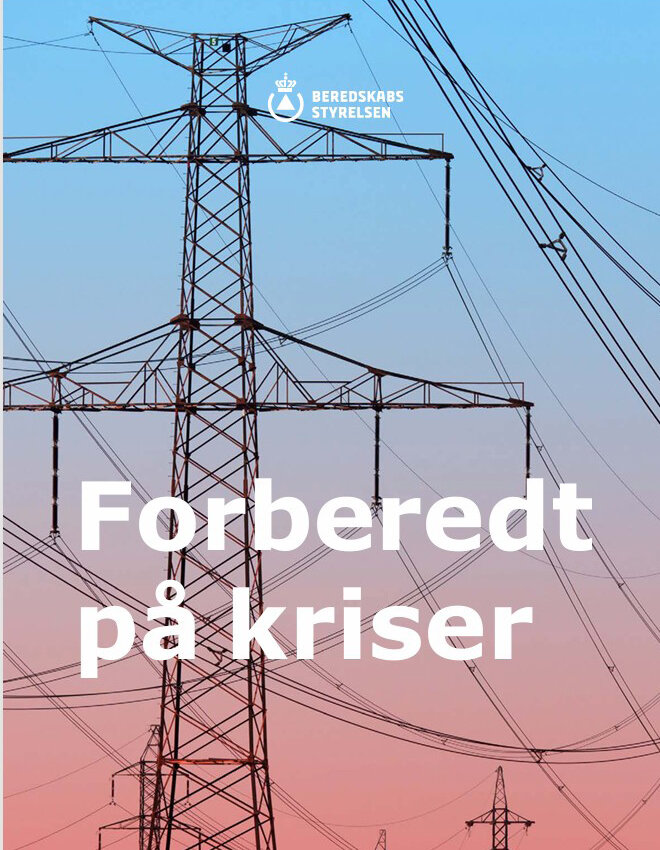 BEREDSKABS
STYRELSEN
Forberedt
på kriser